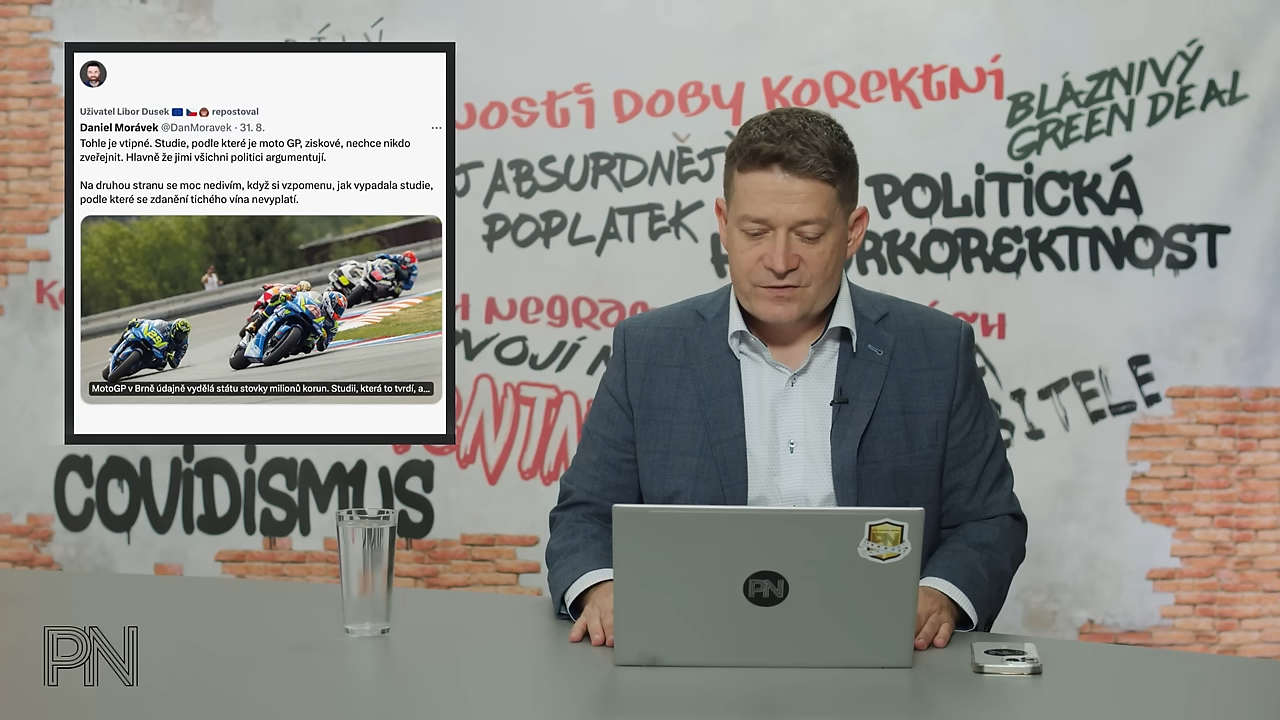 Uživatel Libor Dusek repostoval
Daniel Morávek @DanMoravek · 31. 8.
Tohle je vtipné. Studie, podle které je moto GP, ziskové, nechce nikdo
zveřejnit. Hlavně že jimi všichni politici argumentují.
Na druhou stranu se moc nedivím, když si vzpomenu, jak vypadala studie,
podle které se zdanění tichého vína nevyplatí.
MotoGP v Brně údajně vydělá státu stovky milionů korun. Studii, která to tvrdí, a...
DOBY KOREKTNÍ
BLÁZNIVÝ
GREEN DEAL
ABSURDNĚJ
POPLATEK
POLITICKÁ
RKOREKTNOST
VOJÍ
SITELE
COVIDISMUS
PN
PN
PN